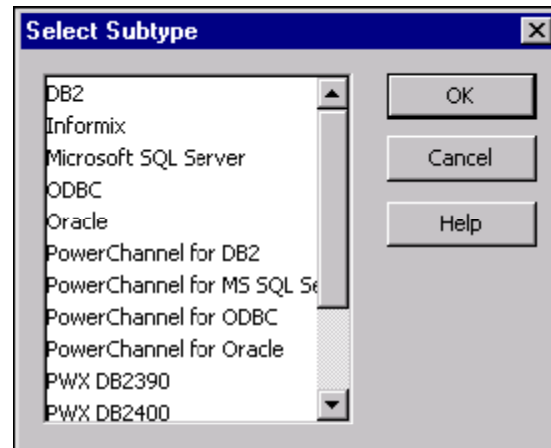 Select Subtype
DB2
Informix
Microsoft SQL Server
ODBC
Oracle
PowerChannel for DB2
PowerChannel for MS SQL Se
PowerChannel for ODBC
PowerChannel for Oracle
PWX DB2390
PWX DB2400
OK
Cancel
Help